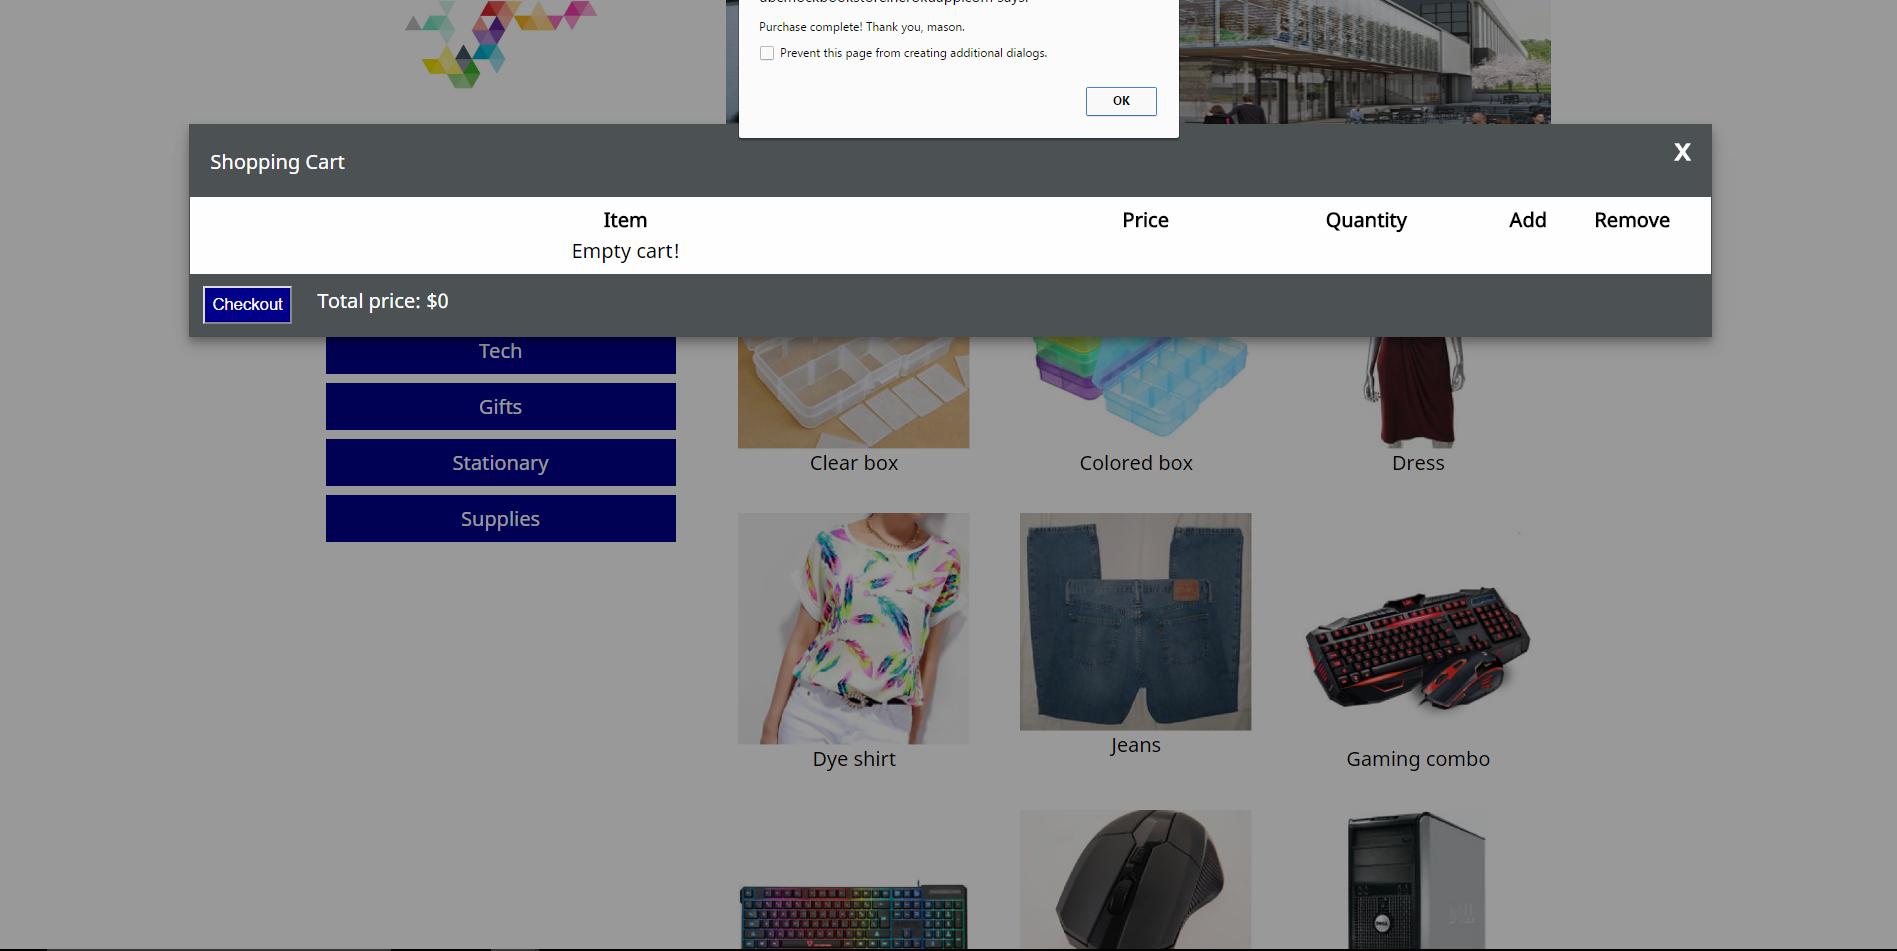 Purchase complete! Thank you, mason.
Prevent this page from creating additional dialogs.
OK
Shopping Cart
X
Item Price Quantity Add Remove
Empty cart!
Checkout Total price: $0
Tech
Gifts
Stationary
Supplies
Clear box Colored box Dress
Dye shirt Jeans Gaming combo
DELL